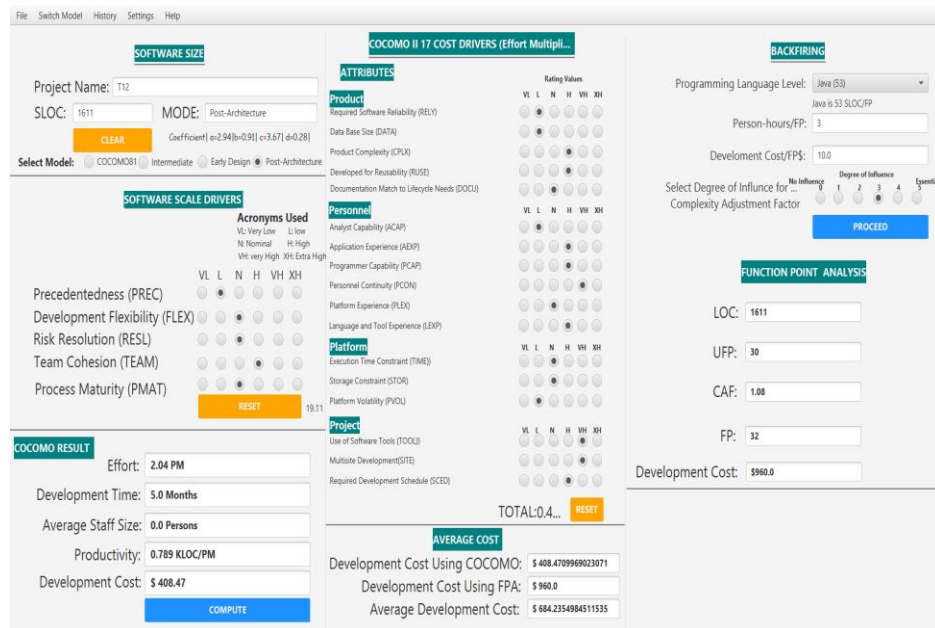 File Switch Model History Settings Help
SOFTWARE SIZE
Project Name: T12
SLOC: 1611 MODE: Post-Architecture
CLEAR Coefficient| a=2.94|b=0.91| c=3.67| d=0.28|
Select Model: COCOMO81 Intermediate Early Design Post-Architecture
SOFTWARE SCALE DRIVERS
Acronyms Used
VL: Very Low L: low
N: Nominal H: High
VH: very High XH: Extra High
VL L N H VH XH
Precedentedness (PREC)
Development Flexibility (FLEX)
Risk Resolution (RESL)
Team Cohesion (TEAM)
Process Maturity (PMAT)
RESET 19.11
COCOMO RESULT
Effort: 2.04 PM
Development Time: 5.0 Months
Average Staff Size: 0.0 Persons
Productivity: 0.789 KLOC/PM
Development Cost: $ 408.47
COMPUTE
COCOMO II 17 COST DRIVERS (Effort Multipli...
ATTRIBUTES
Rating Values
VL L N H VH XH
Product
Required Software Reliability (RELY)
Data Base Size (DATA)
Product Complexity (CPLX)
Developed for Reusability (RUSE)
Documentation Match to Lifecycle Needs (DOCU)
Personnel VL L N H VH XH
Analyst Capability (ACAP)
Application Experience (AEXP)
Programmer Capability (PCAP)
Personnel Continuity (PCON)
Platform Experience (PLEX)
Language and Tool Experience (LEXP)
Platform VL L N H VH XH
Execution Time Constraint (TIME))
Storage Constraint (STOR)
Platform Volatility (PVOL)
Project VL L N H VH XH
Use of Software Tools (TOOL))
Multisite Development(SITE)
Required Development Schedule (SCED)
TOTAL:0.4... RESET
AVERAGE COST
Development Cost Using COCOMO: $ 408.4709969023071
Development Cost Using FPA: $ 960.0
Average Development Cost: $ 684.2354984511535
BACKFIRING
Programming Language Level: Java (53)
Java is 53 SLOC/FP
Person-hours/FP: 3
Develoment Cost/FP$: 10.0
No Influence Degree of Influence Essenti
0 1 2 3 4 5
Select Degree of Influnce for ...
Complexity Adjustment Factor
PROCEED
FUNCTION POINT ANALYSIS
LOC: 1611
UFP: 30
CAF: 1.08
FP: 32
Development Cost: $960.0